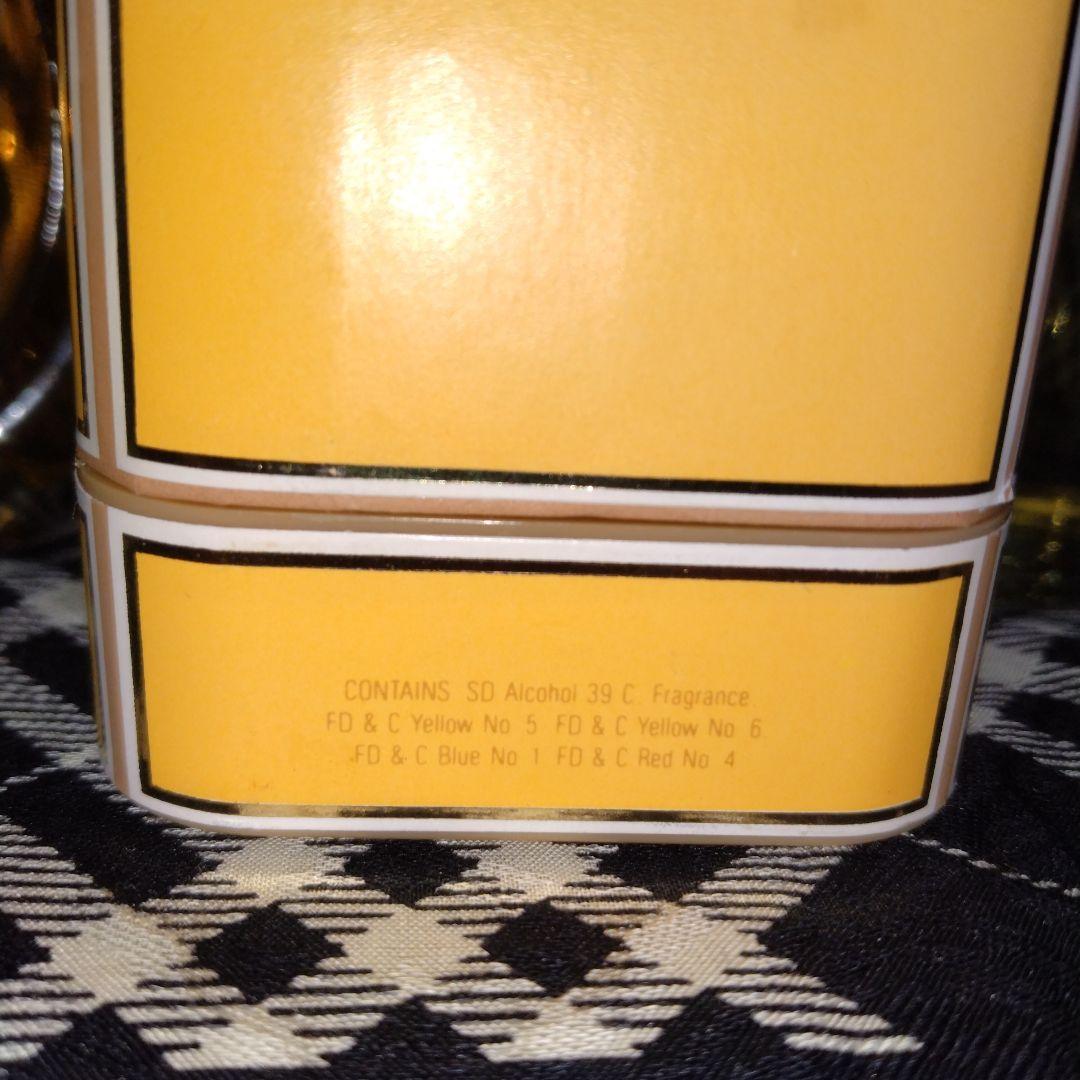 CONTAINS SD Alcohol 39 C Fragrance
FD & C Yellow No 5 FD & C Yellow No 6
FD & C Blue No 1 FD & C Red No 4